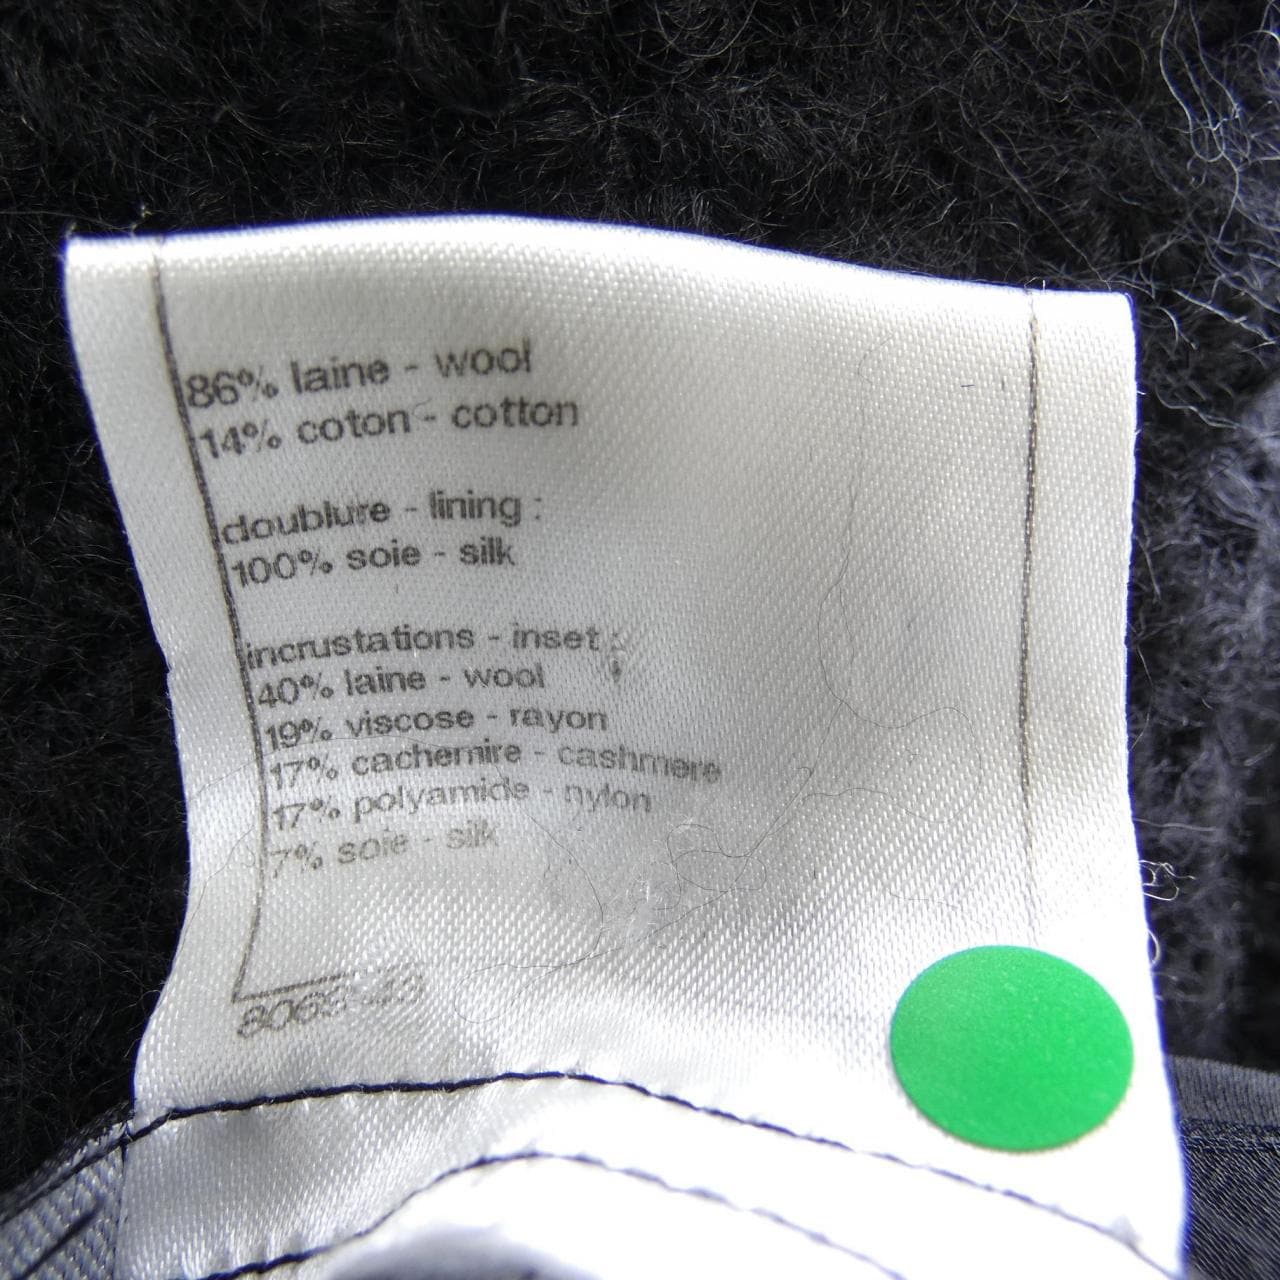 86% laine - wool
14% coton - cotton
doublure - lining :
100% soie - silk
incrustations - inset :
40% laine - wool
19% viscose - rayon
17% cachemire - cashmere
17% polyamide - nylon
7% soie - silk